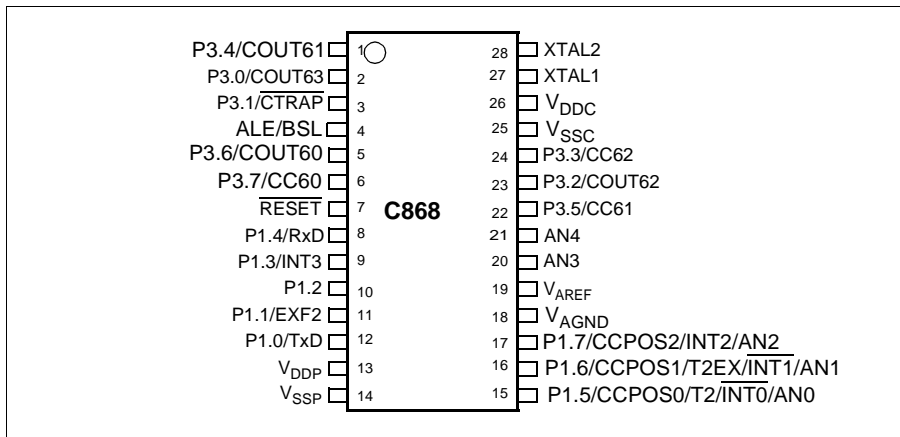 P3.4/COUT61 1
P3.0/COUT63 2
P3.1/CTRAP 3
ALE/BSL 4
P3.6/COUT60 5
P3.7/CC60 6
RESET 7
P1.4/RxD 8
P1.3/INT3 9
P1.2 10
P1.1/EXF2 11
P1.0/TxD 12
VDDP 13
VSSP 14
C868
28 XTAL2
27 XTAL1
26 VDDC
25 VSSC
24 P3.3/CC62
23 P3.2/COUT62
22 P3.5/CC61
21 AN4
20 AN3
19 VAREF
18 VAGND
17 P1.7/CCPOS2/INT2/AN2
16 P1.6/CCPOS1/T2EX/INT1/AN1
15 P1.5/CCPOS0/T2/INT0/AN0